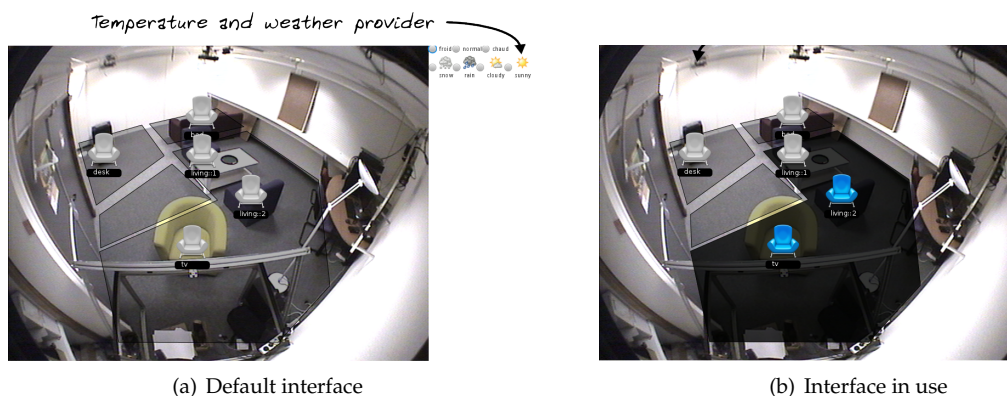 Temperature and weather provider
froid normal chaud
snow rain cloudy sunny
desk
living::1
living::2
tv
desk
living::1
living::2
tv
(a) Default interface
(b) Interface in use